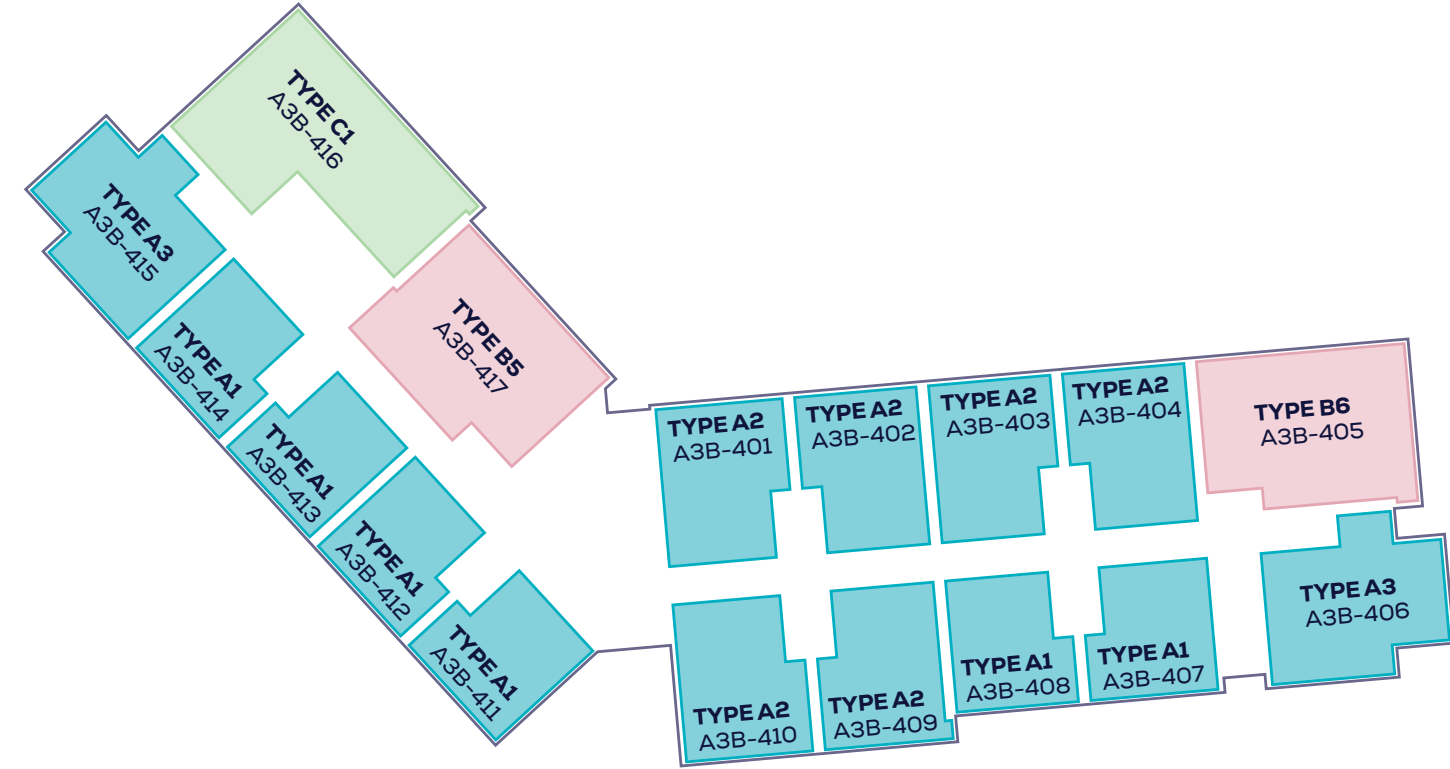 TYPE C1
A3B-416
TYPE A3
A3B-415
TYPE B5
A3B-417
TYPE A1
A3B-414
TYPE A1
A3B-413
TYPE A1
A3B-412
TYPE A1
A3B-411
TYPE A2
A3B-401
TYPE A2
A3B-402
TYPE A2
A3B-403
TYPE A2
A3B-404
TYPE B6
A3B-405
TYPE A3
A3B-406
TYPE A1
A3B-407
TYPE A1
A3B-408
TYPE A2
A3B-409
TYPE A2
A3B-410